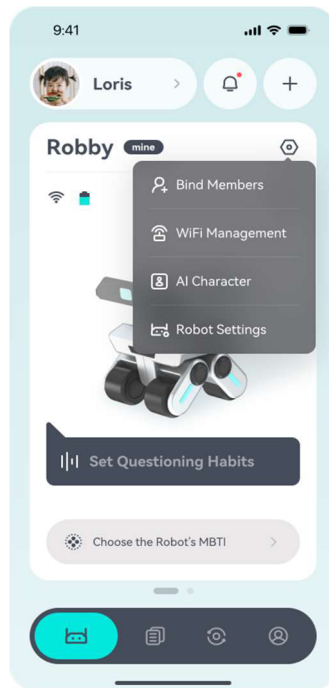 9:41
Loris
Robby mine
Bind Members
WiFi Management
AI Character
Robot Settings
Set Questioning Habits
Choose the Robot's MBTI